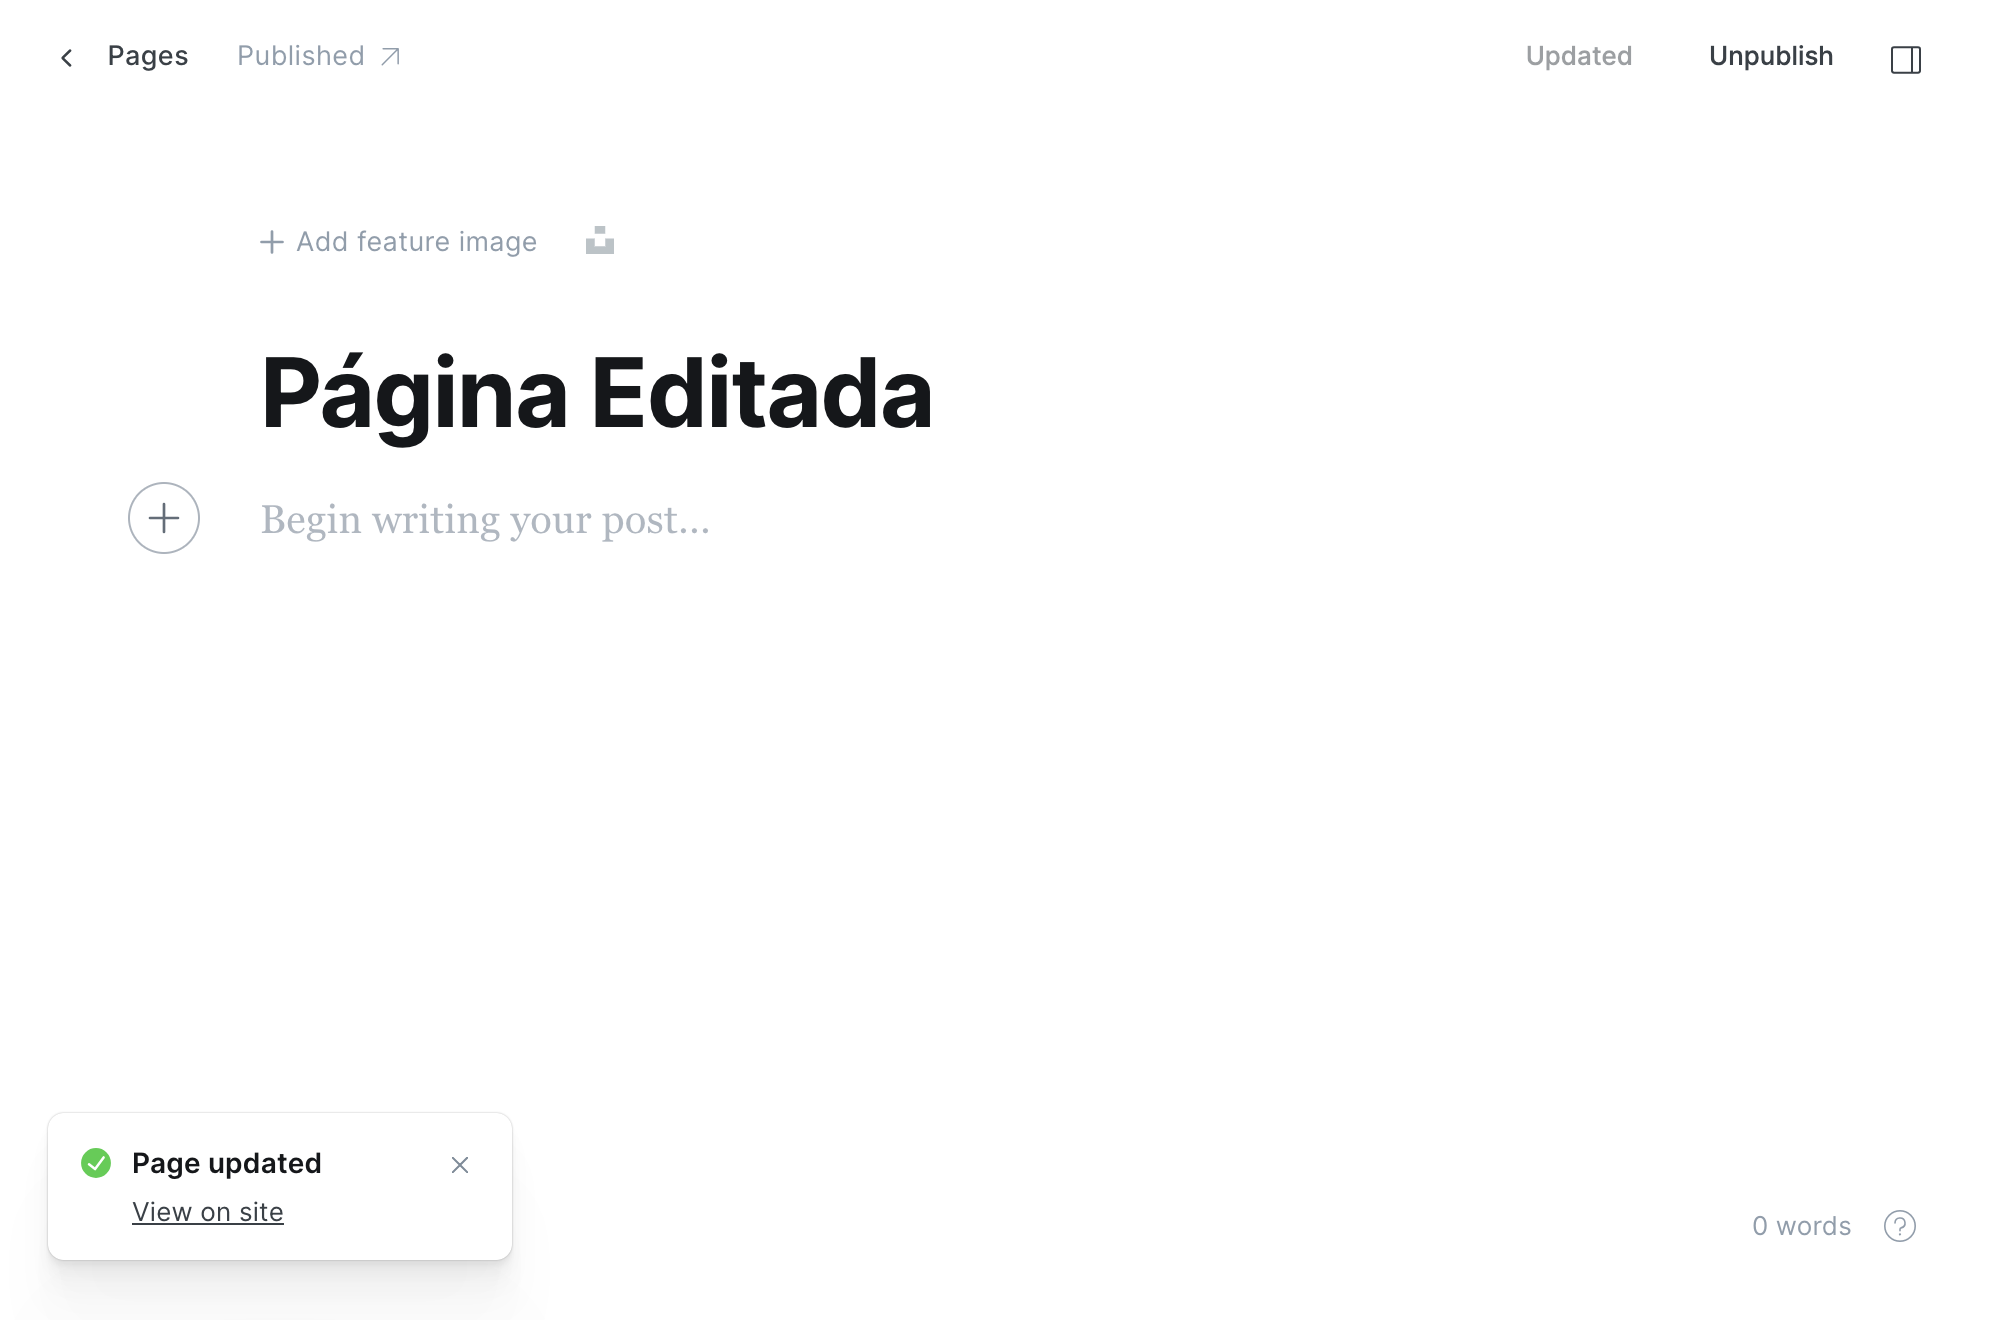 Pages
Published
Updated
Unpublish
Add feature image
Página Editada
Begin writing your post...
Page updated
View on site
0 words
?